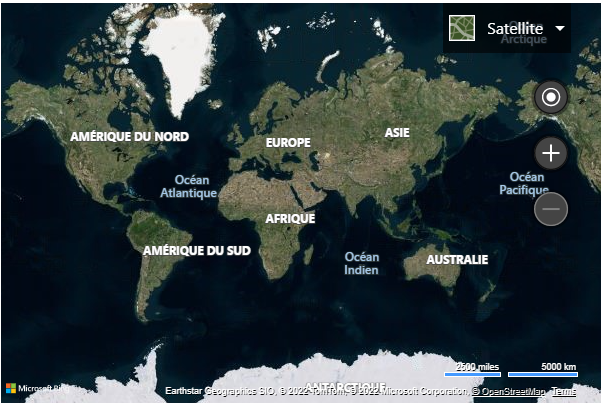 Satellite
Océan
Arctique
AMÉRIQUE DU NORD
EUROPE
ASIE
Océan
Atlantique
Océan
Pacifique
AFRIQUE
AMÉRIQUE DU SUD
Océan
Indien
AUSTRALIE
2500 miles
5000 km
ANTARCTIQUE
Microsoft Bing
Earthstar Geographics SIO, © 2022 TomTom, © 2022 Microsoft Corporation, © OpenStreetMap Terms